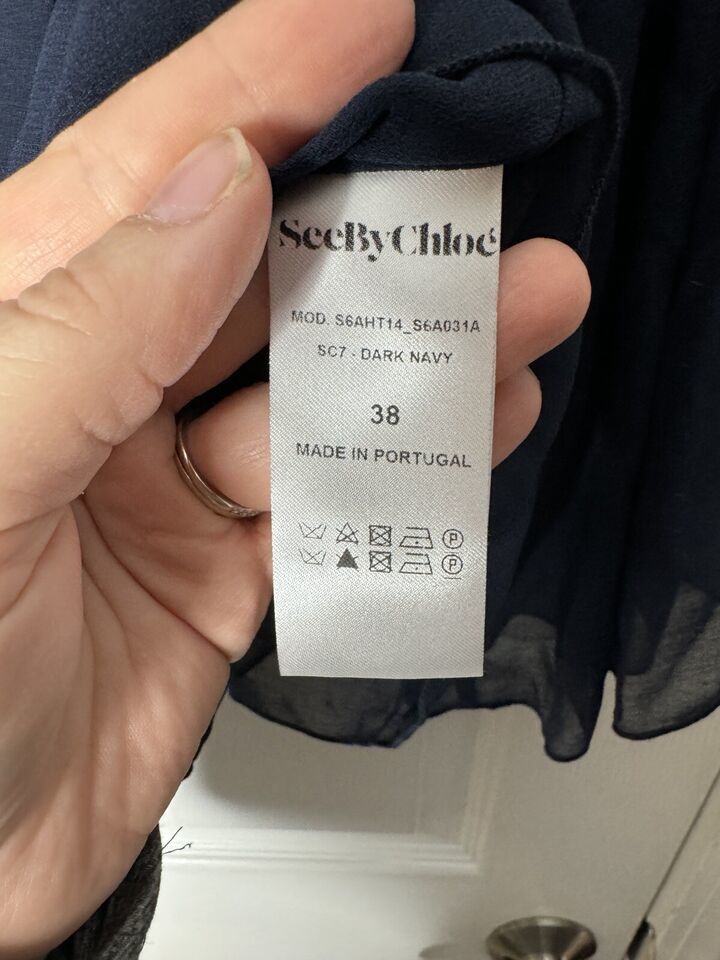 SeeByChloé
MOD. S6AHT14_S6A031A
SC7 - DARK NAVY
38
MADE IN PORTUGAL
P
P